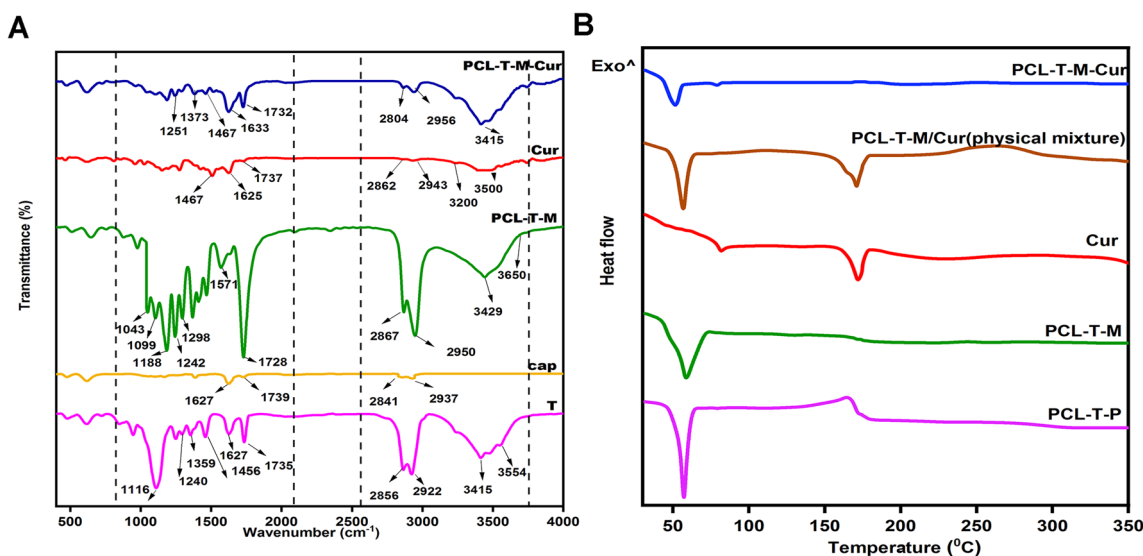 A
PCL-T-M-Cur
1251
1373
1467
1633
1732
2804
2956
3415
Cur
1467
1625
1737
2862
2943
3200
3500
PCL-T-M
1043
1099
1188
1242
1298
1571
1728
2867
2950
3429
3650
cap
1627
1739
2841
2937
T
1116
1240
1359
1456
1627
1735
2856
2922
3415
3554
Transmittance (%)
500 1000 1500 2000 2500 3000 3500 4000
Wavenumber (cm⁻¹)
B
Exo^
PCL-T-M-Cur
PCL-T-M/Cur(physical mixture)
Cur
PCL-T-M
PCL-T-P
Heat flow
50 100 150 200 250 300 350
Temperature (⁰C)